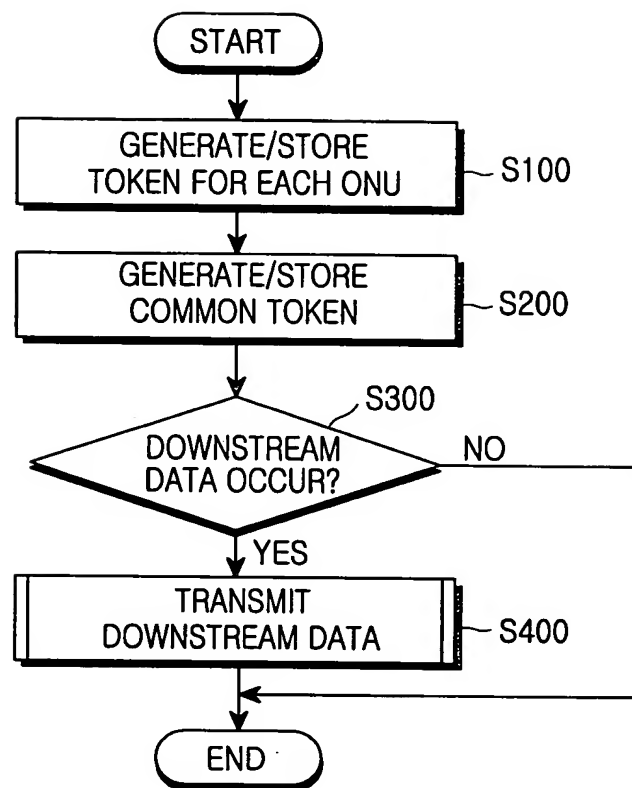 START
GENERATE/STORE
TOKEN FOR EACH ONU
S100
GENERATE/STORE
COMMON TOKEN
S200
S300
DOWNSTREAM
DATA OCCUR?
NO
YES
TRANSMIT
DOWNSTREAM DATA
S400
END